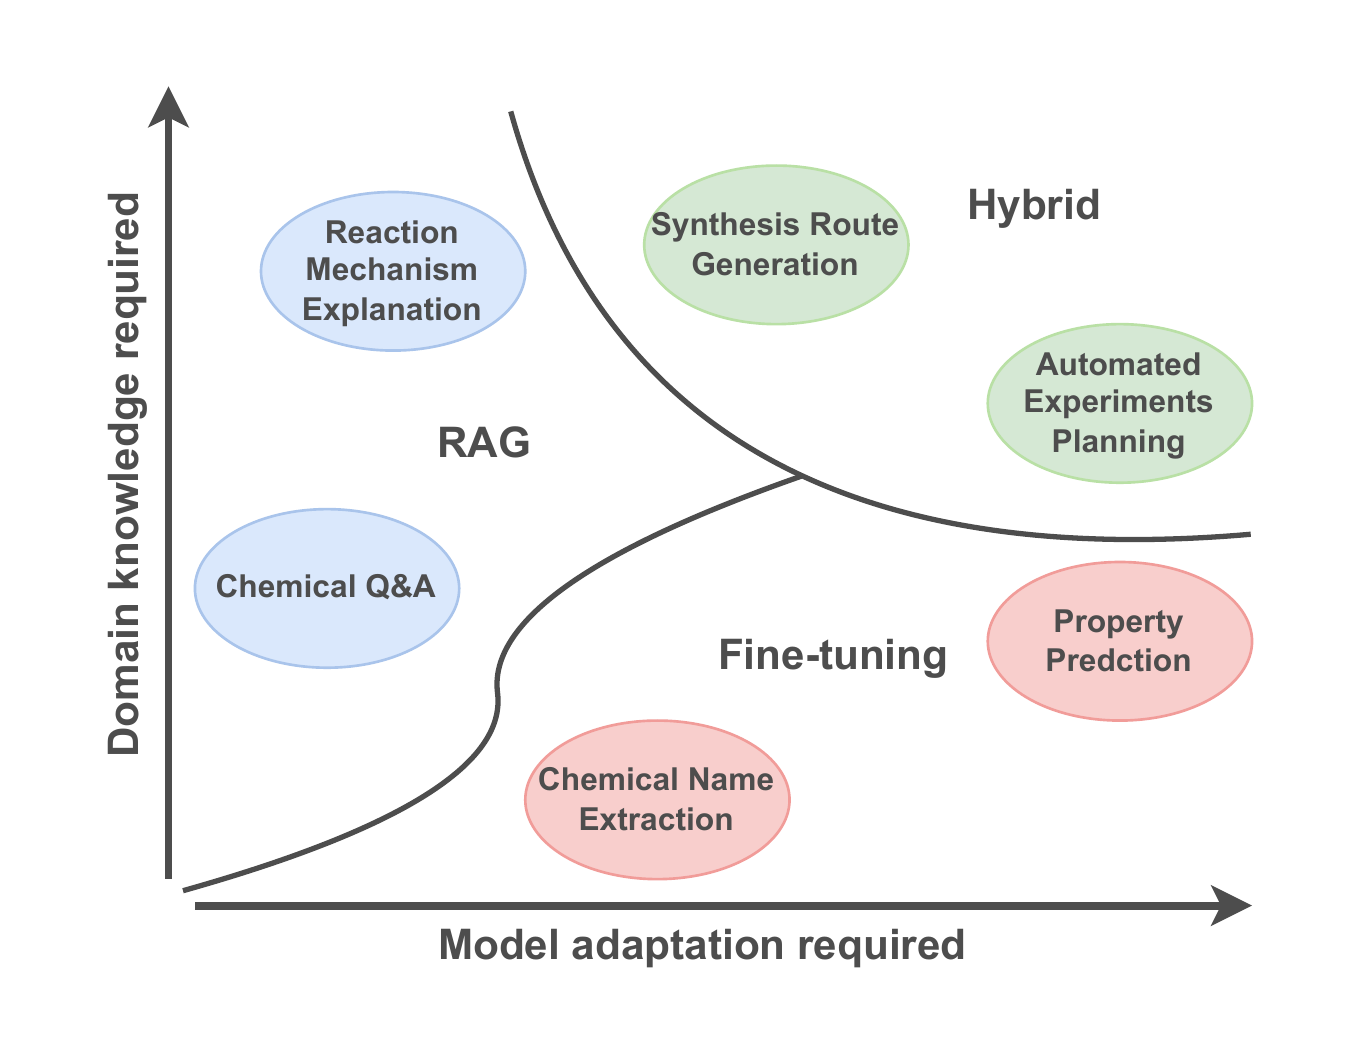 Domain knowledge required
Reaction
Mechanism
Explanation
Synthesis Route
Generation
Hybrid
Automated
Experiments
Planning
RAG
Chemical Q&A
Fine-tuning
Property
Predction
Chemical Name
Extraction
Model adaptation required